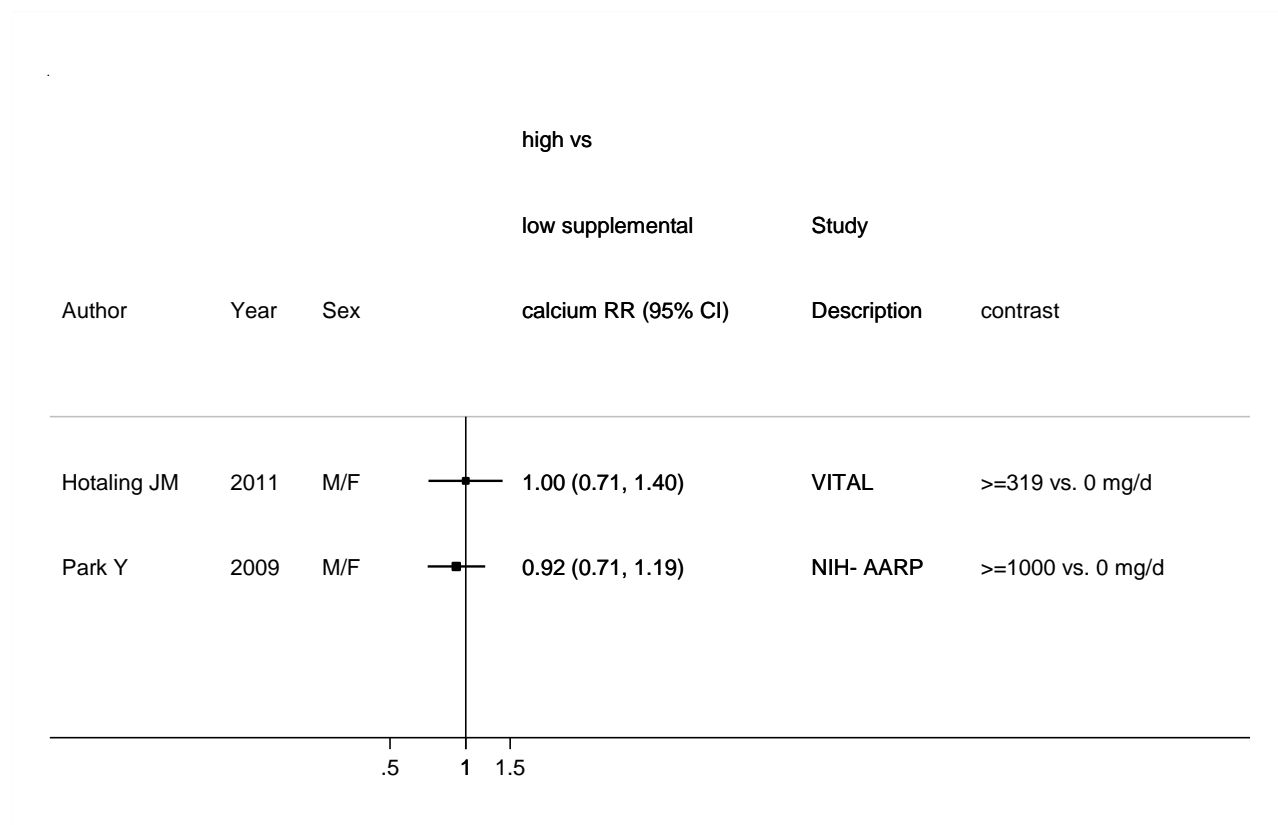 .
high vs
low supplemental Study
Author Year Sex calcium RR (95% CI) Description contrast
Hotaling JM 2011 M/F 1.00 (0.71, 1.40) VITAL >=319 vs. 0 mg/d
Park Y 2009 M/F 0.92 (0.71, 1.19) NIH- AARP >=1000 vs. 0 mg/d
.5 1 1.5